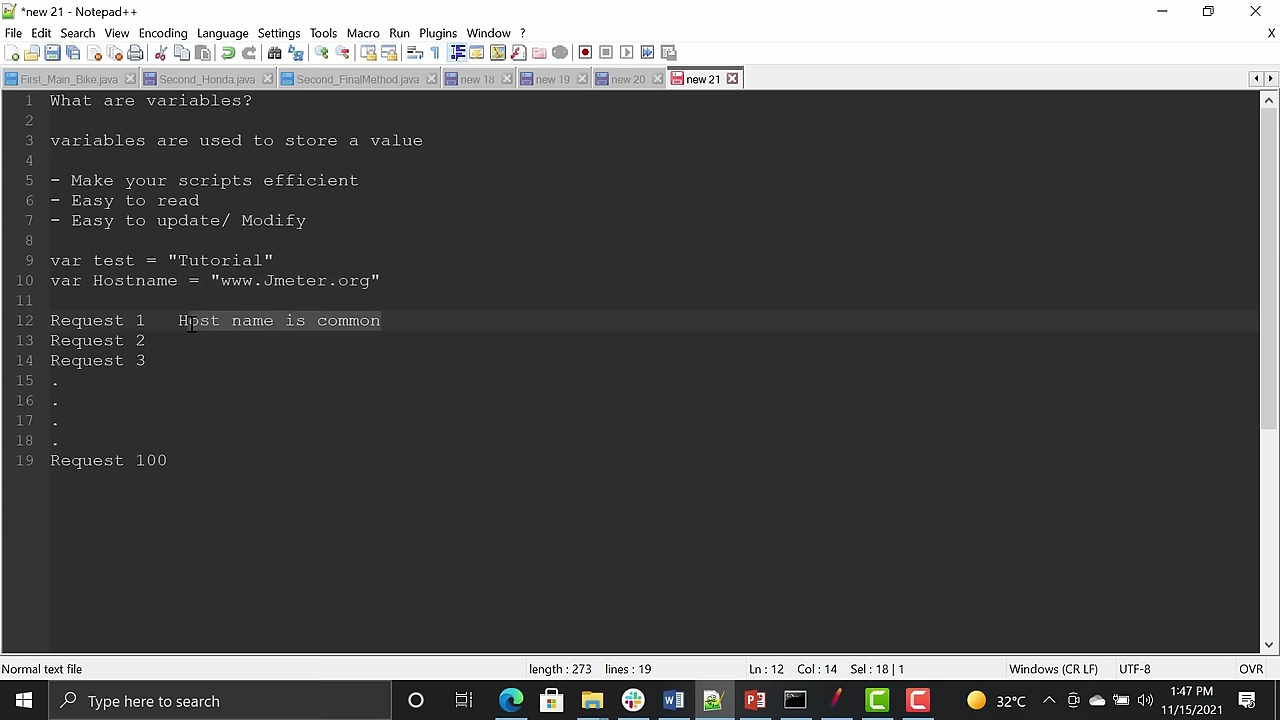 *new 21 - Notepad++
File Edit Search View Encoding Language Settings Tools Macro Run Plugins Window ? X
First_Main_Bike.java Second_Honda.java Second_FinalMethod.java new 18 new 19 new 20 new 21
1 What are variables?
2
3 variables are used to store a value
4
5 - Make your scripts efficient
6 - Easy to read
7 - Easy to update/ Modify
8
9 var test = "Tutorial"
10 var Hostname = "www.Jmeter.org"
11
12 Request 1 Host name is common
13 Request 2
14 Request 3
15 .
16 .
17 .
18 .
19 Request 100
Normal text file length : 273 lines : 19 Ln : 12 Col : 14 Sel : 18 | 1 Windows (CR LF) UTF-8 OVR
Type here to search 32°C 1:47 PM
11/15/2021